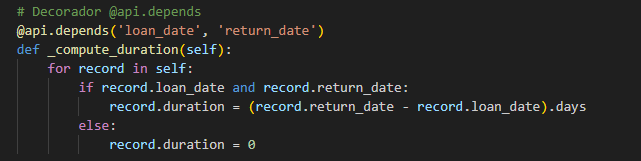 # Decorador @api.depends
@api.depends('loan_date', 'return_date')
def _compute_duration(self):
    for record in self:
        if record.loan_date and record.return_date:
            record.duration = (record.return_date - record.loan_date).days
        else:
            record.duration = 0